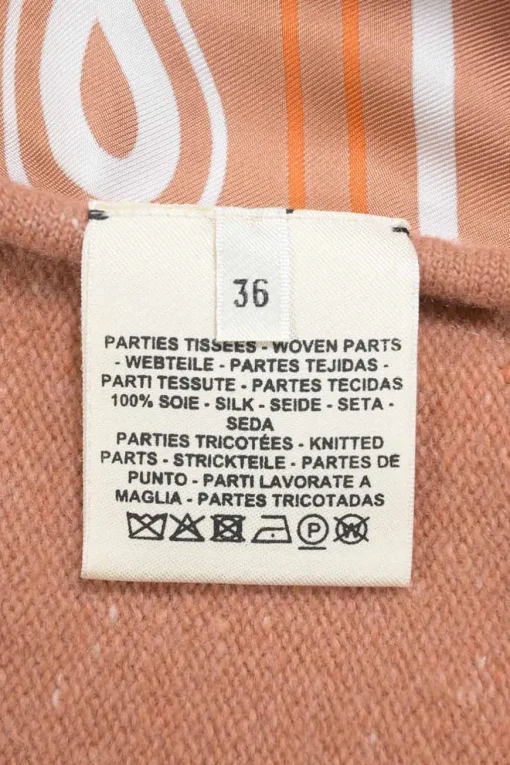 36
PARTIES TISSÉES - WOVEN PARTS
- WEBTEILE - PARTES TEJIDAS -
PARTI TESSUTE - PARTES TECIDAS
100% SOIE - SILK - SEIDE - SETA -
SEDA
PARTIES TRICOTÉES - KNITTED
PARTS - STRICKTEILE - PARTES DE
PUNTO - PARTI LAVORATE A
MAGLIA - PARTES TRICOTADAS
P W